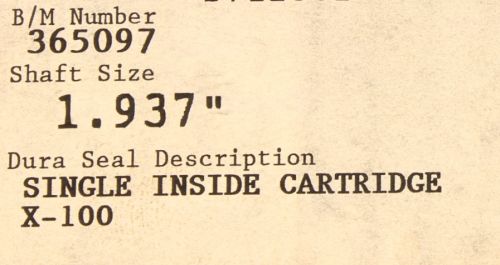 B/M Number
365097
Shaft Size
1.937"
Dura Seal Description
SINGLE INSIDE CARTRIDGE
X-100